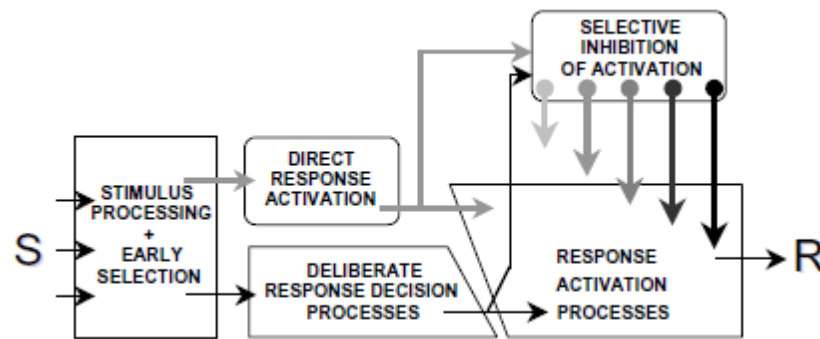 SELECTIVE
INHIBITION
OF ACTIVATION
DIRECT
RESPONSE
ACTIVATION
S
STIMULUS
PROCESSING
+
EARLY
SELECTION
DELIBERATE
RESPONSE DECISION
PROCESSES
RESPONSE
ACTIVATION
PROCESSES
R